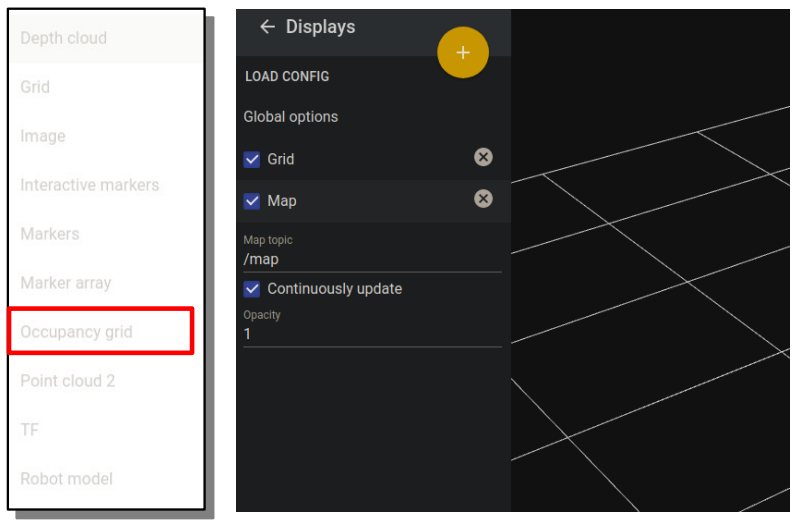 Depth cloud
Grid
Image
Interactive markers
Markers
Marker array
Occupancy grid
Point cloud 2
TF
Robot model
← Displays
+
LOAD CONFIG
Global options
Grid
Map
Map topic
/map
Continuously update
Opacity
1